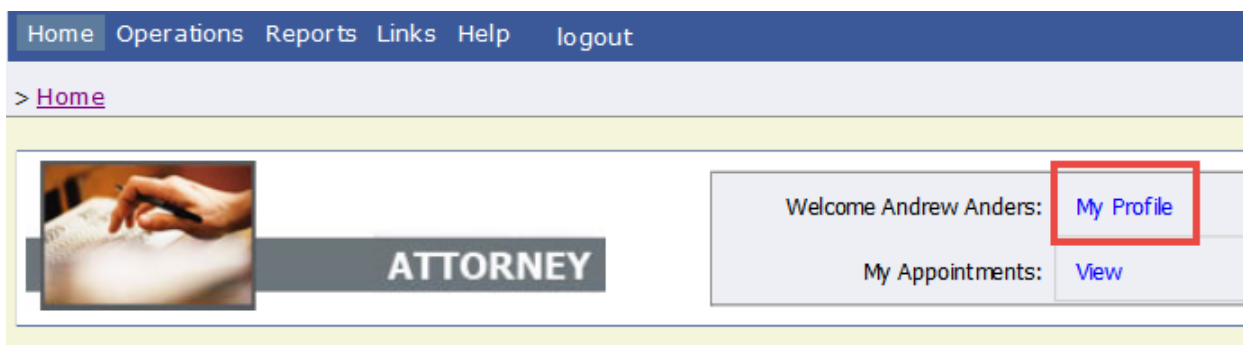 Home Operations Reports Links Help logout
> Home
Welcome Andrew Anders: My Profile
ATTORNEY
My Appointments: View